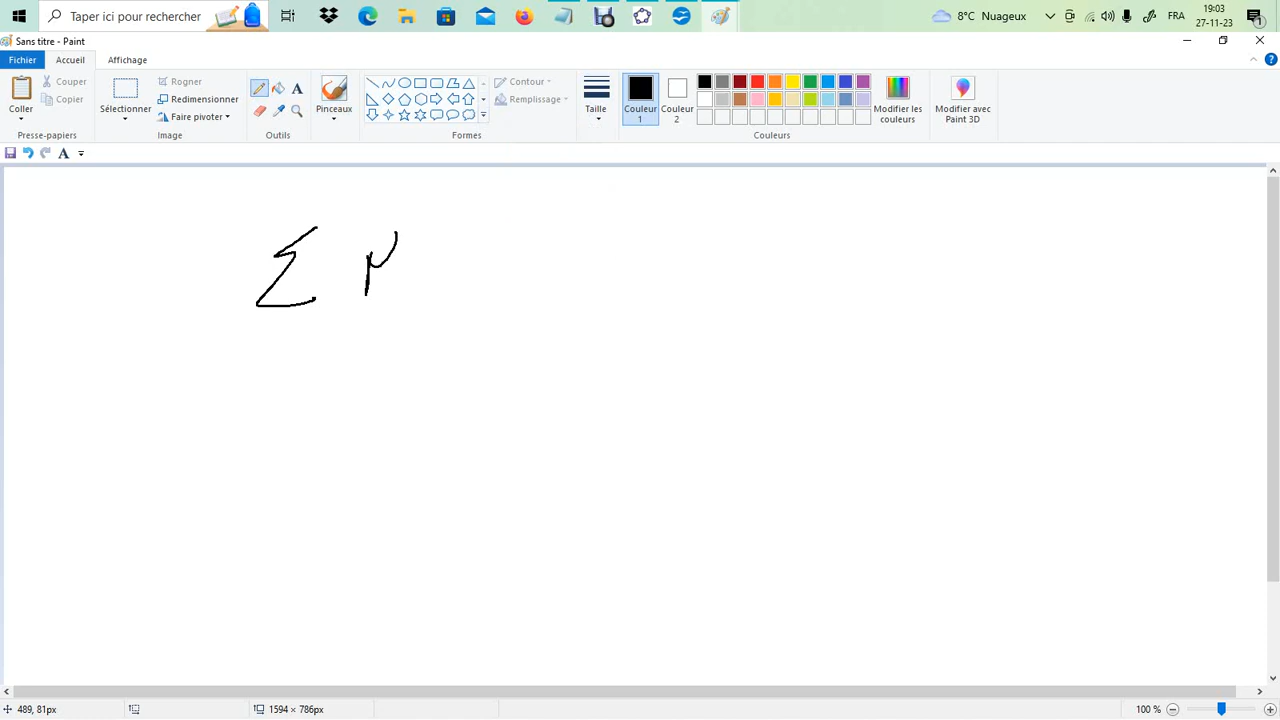 Taper ici pour rechercher
8°C Nuageux
FRA
19:03
27-11-23
1
Sans titre - Paint
Fichier Accueil Affichage
Coller
Couper
Copier
Presse-papiers
Sélectionner
Rogner
Redimensionner
Faire pivoter
Image
A
Outils
Pinceaux
Contour
Remplissage
Formes
Taille
Couleur
1
Couleur
2
Modifier les
couleurs
Couleurs
Modifier avec
Paint 3D
A
Σ
489, 81px
1594 × 786px
100 %